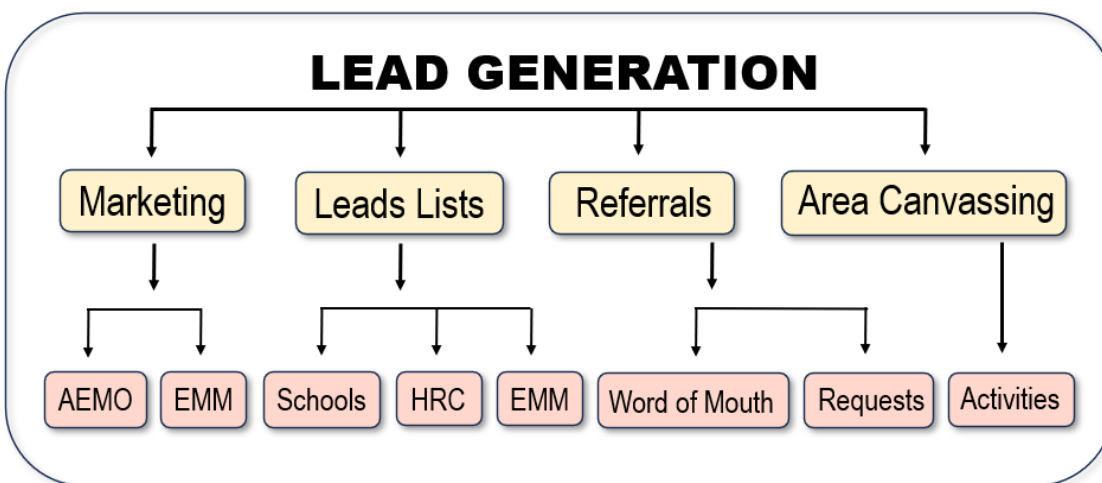 LEAD GENERATION
Marketing
Leads Lists
Referrals
Area Canvassing
AEMO
EMM
Schools
HRC
EMM
Word of Mouth
Requests
Activities